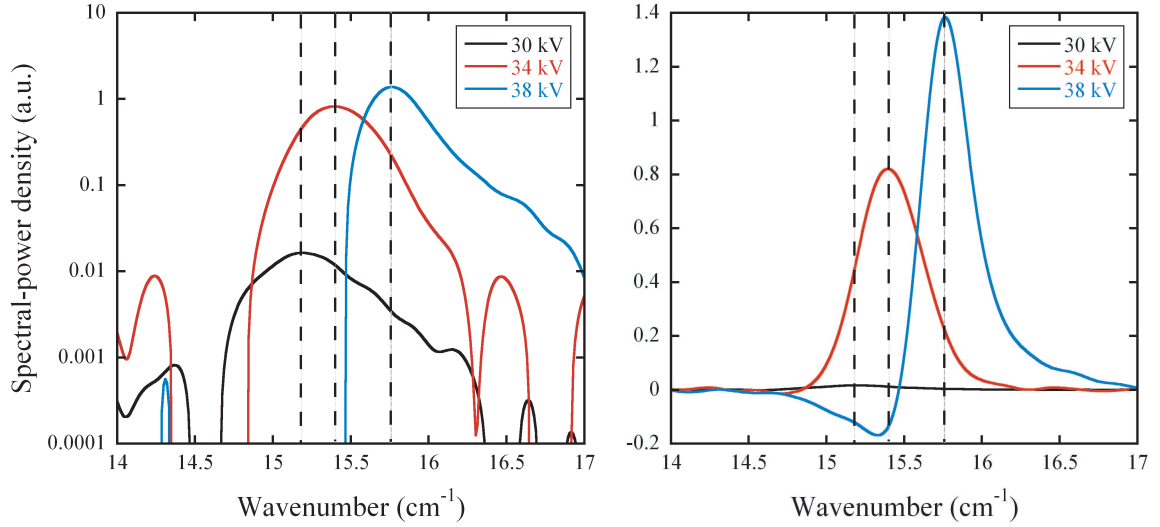 Spectral-power density (a.u.)
10
1
0.1
0.01
0.001
0.0001
30 kV
34 kV
38 kV
14 14.5 15 15.5 16 16.5 17
Wavenumber (cm-1)
1.4
1.2
1
0.8
0.6
0.4
0.2
0
-0.2
30 kV
34 kV
38 kV
14 14.5 15 15.5 16 16.5 17
Wavenumber (cm-1)